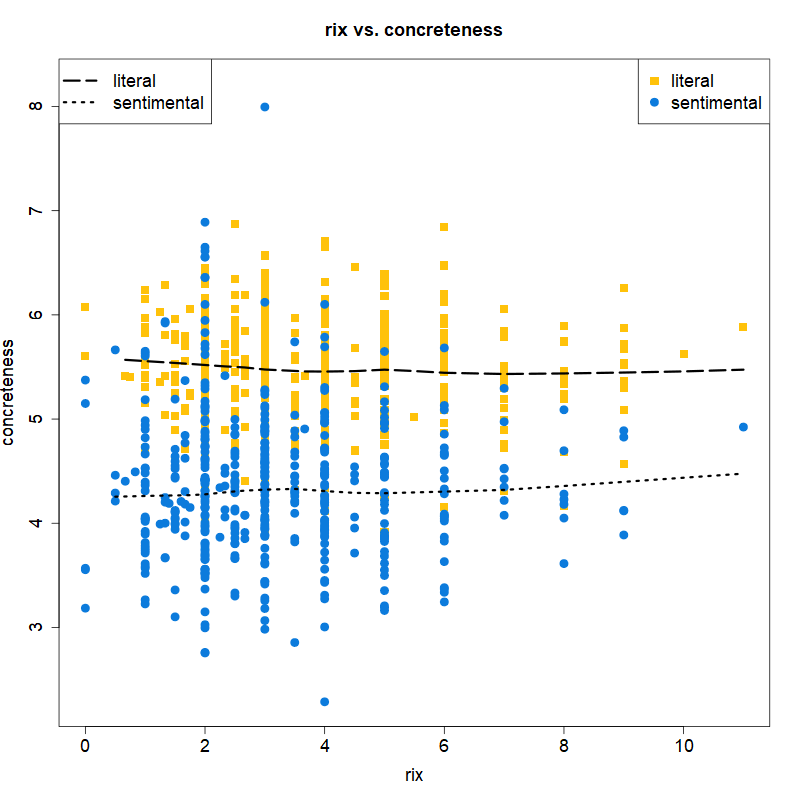 rix vs. concreteness
literal
sentimental
literal
sentimental
8
7
6
5
4
3
concreteness
0 2 4 6 8 10
rix